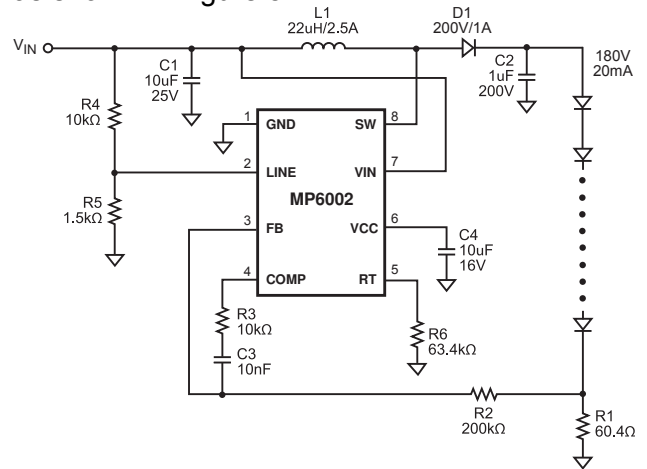 L1
22uH/2.5A
D1
200V/1A
VIN
C1
10uF
25V
C2
1uF
200V
180V
20mA
R4
10kΩ
1
GND
SW
8
2
LINE
VIN
7
MP6002
R5
1.5kΩ
3
FB
VCC
6
C4
10uF
16V
4
COMP
RT
5
R3
10kΩ
C3
10nF
R6
63.4kΩ
R2
200kΩ
R1
60.4Ω